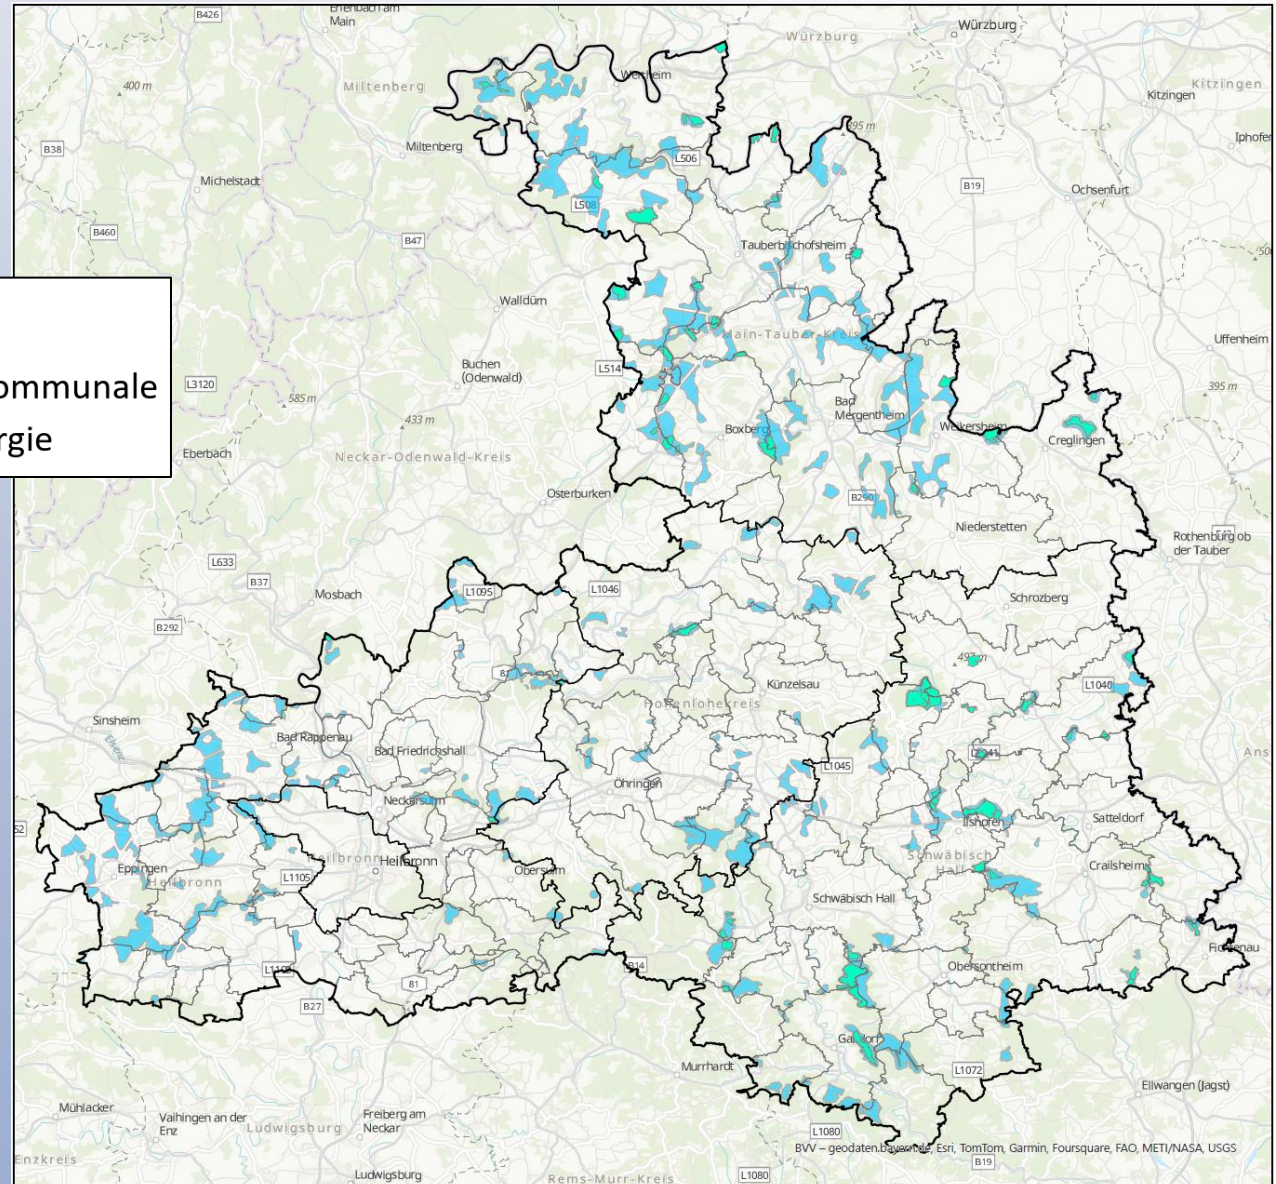 B426
Erlenbach am
Main
Würzburg
Würzburg
400 m
Miltenberg
Wertheim
Kitzingen
Kitzingen
B38
Miltenberg
395 m
Michelstadt
L506
B19
Ochsenfurt
L508
B460
B47
Tauberbischofsheim
Walldürn
Main-Tauber-Kreis
Uffenheim
Buchen
(Odenwald)
L514
ommunale
L3120
585 m
395 m
433 m
Bad
Mergentheim
rgie
Boxberg
Weikersheim
Creglingen
Eberbach
Neckar-Odenwald-Kreis
Osterburken
B290
Niederstetten
Rothenburg ob
der Tauber
L633
B37
Mosbach
L1095
L1046
Schrozberg
B292
Künzelsau
L1040
Hohenlohekreis
Sinsheim
Elsenz
Bad Rappenau
Bad Friedrichshall
L1045
Öhringen
Neckarsulm
Ilshofen
Satteldorf
Heilbronn
Heilbronn
Schwäbisch
Hall
Crailsheim
Eppingen
Heilbronn
L1105
Obersulm
Schwäbisch Hall
Fichtenau
B14
Obersontheim
81
B27
Gaildorf
Murrhardt
L1072
Ellwangen (Jagst)
Mühlacker
Vaihingen an der
Enz
Freiberg am
Neckar
Ludwigsburg
L1080
BVV – geodaten.bayern.de, Esri, TomTom, Garmin, Foursquare, FAO, METI/NASA, USGS
Enzkreis
Ludwigsburg
Rems-Murr-Kreis
L1080
B19